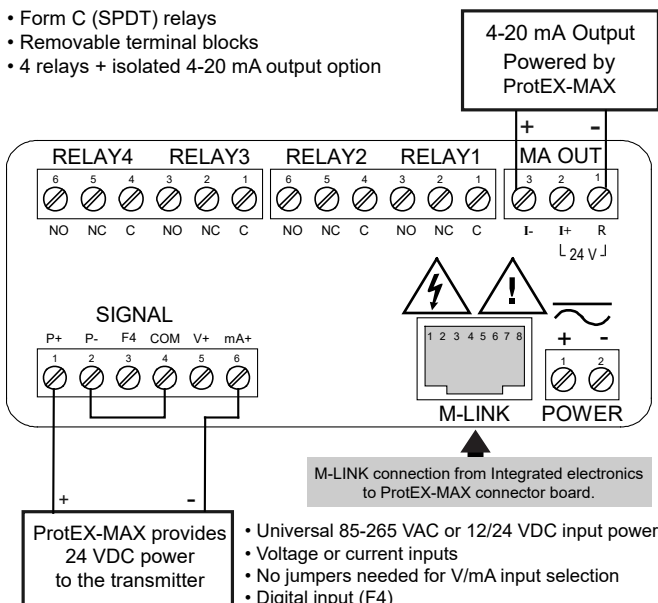 • Form C (SPDT) relays
• Removable terminal blocks
• 4 relays + isolated 4-20 mA output option
4-20 mA Output
Powered by
ProtEX-MAX
+ -
RELAY4 RELAY3 RELAY2 RELAY1 MA OUT
6 5 4 3 2 1 6 5 4 3 2 1 3 2 1
NO NC C NO NC C NO NC C NO NC C I- I+ R
24 V
SIGNAL
P+ P- F4 COM V+ mA+
1 2 3 4 5 6
!
1 2 3 4 5 6 7 8
+ -
1 2
M-LINK POWER
M-LINK connection from Integrated electronics
to ProtEX-MAX connector board.
+ -
ProtEX-MAX provides
24 VDC power
to the transmitter
• Universal 85-265 VAC or 12/24 VDC input power
• Voltage or current inputs
• No jumpers needed for V/mA input selection
• Digital input (F4)